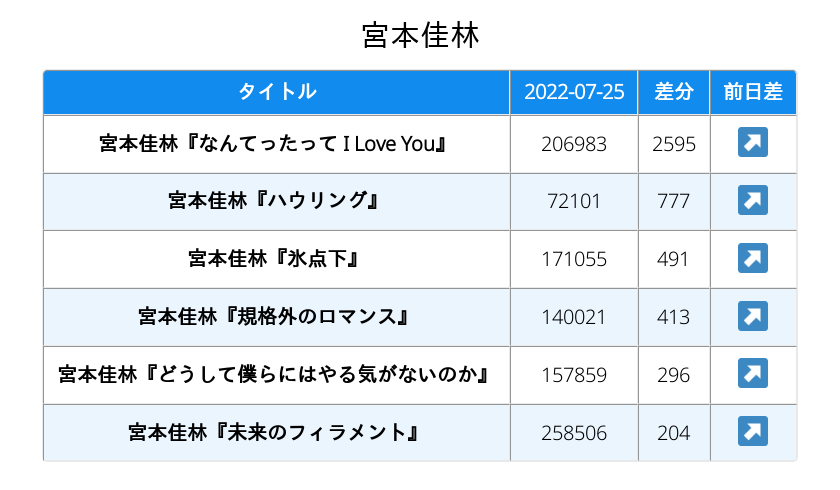 宮本佳林
タイトル 2022-07-25 差分 前日差
宮本佳林『なんてったって I Love You』 206983 2595
宮本佳林『ハウリング』 72101 777
宮本佳林『氷点下』 171055 491
宮本佳林『規格外のロマンス』 140021 413
宮本佳林『どうして僕らにはやる気がないのか』 157859 296
宮本佳林『未来のフィラメント』 258506 204